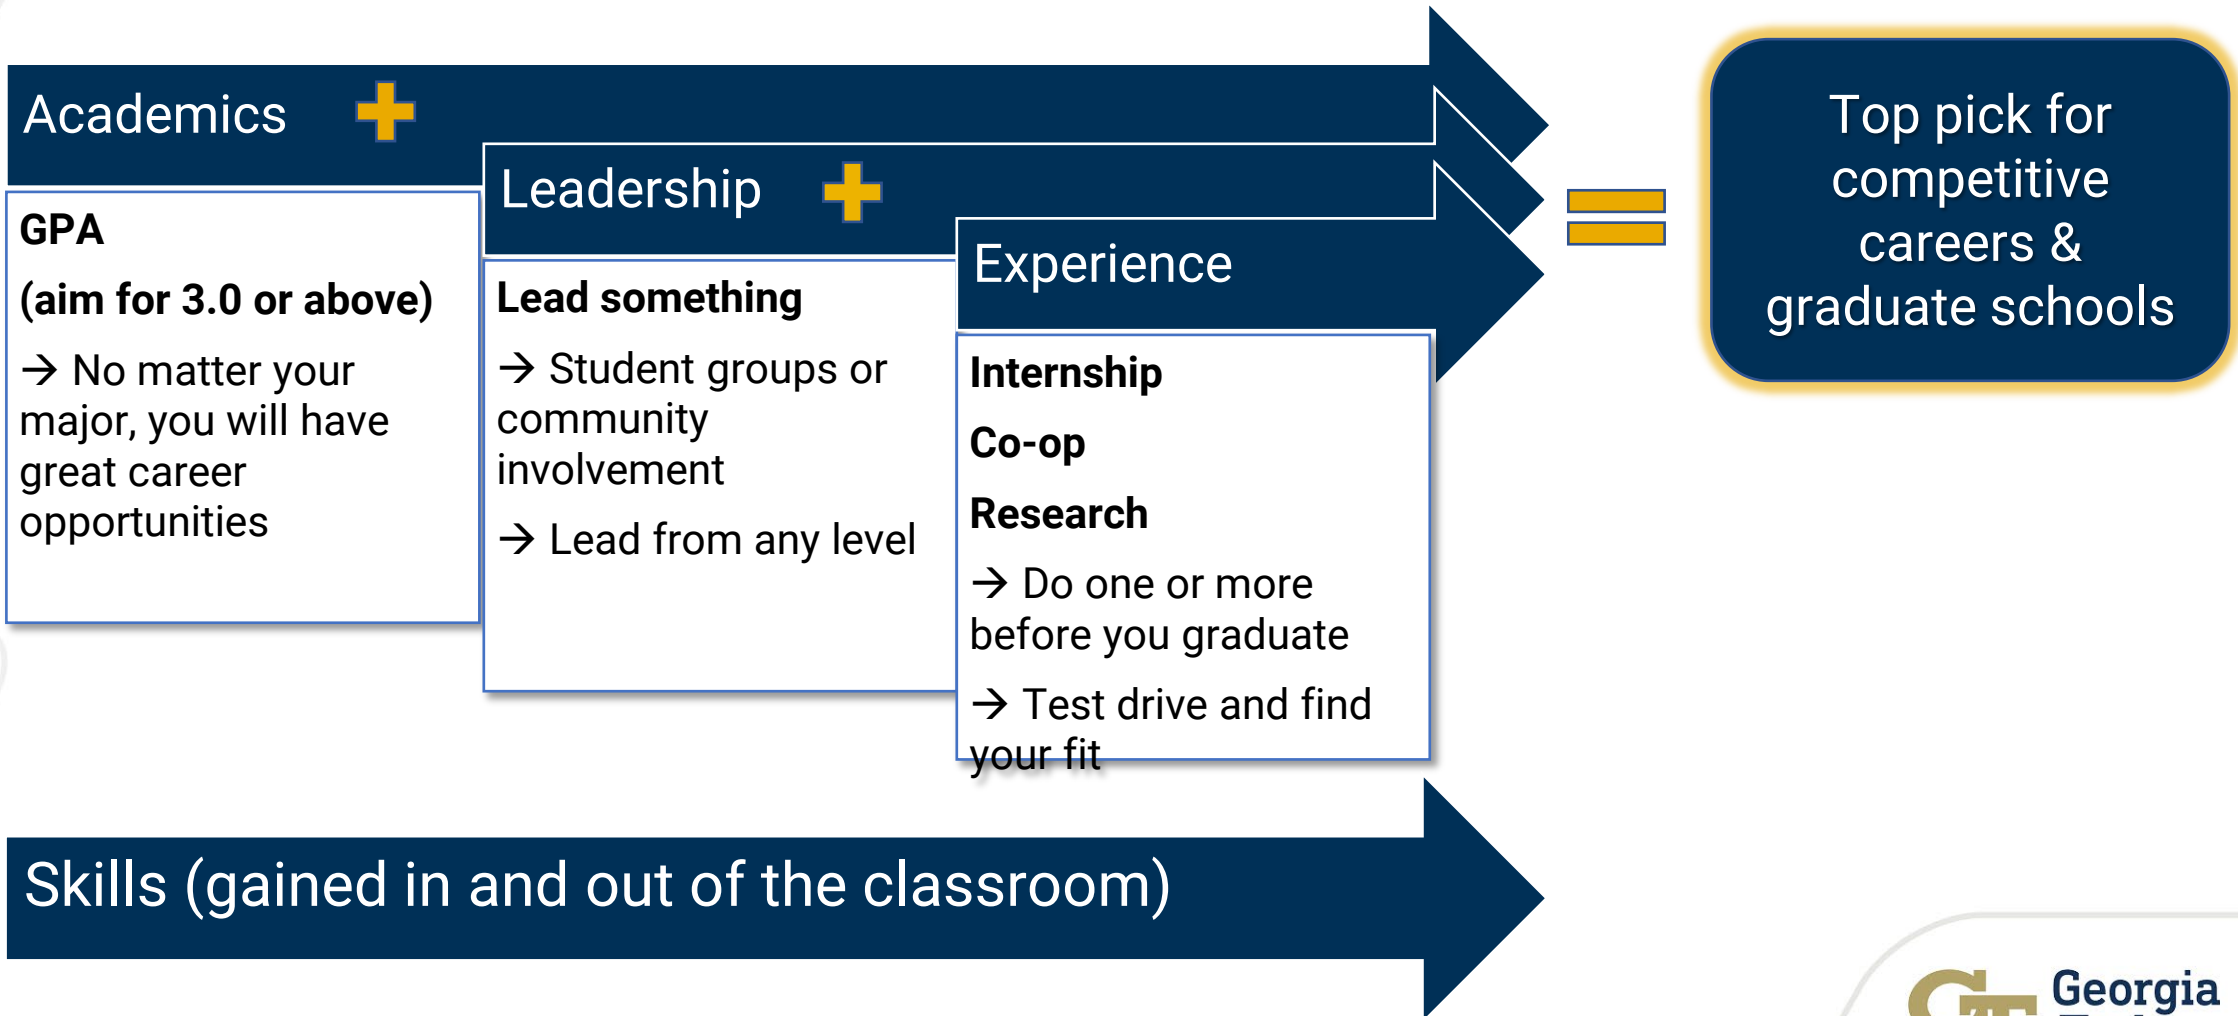 Academics
GPA
(aim for 3.0 or above)
→ No matter your
major, you will have
great career
opportunities
Leadership
Lead something
→ Student groups or
community
involvement
→ Lead from any level
Experience
Internship
Co-op
Research
→ Do one or more
before you graduate
→ Test drive and find
your fit
Top pick for
competitive
careers &
graduate schools
Skills (gained in and out of the classroom)
Georgia